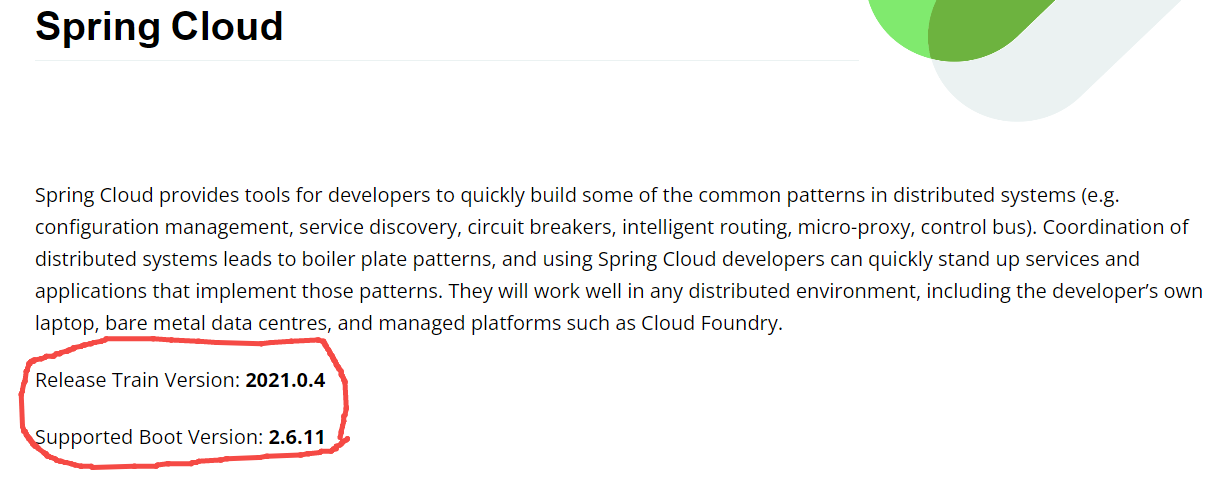 Spring Cloud
Spring Cloud provides tools for developers to quickly build some of the common patterns in distributed systems (e.g.
configuration management, service discovery, circuit breakers, intelligent routing, micro-proxy, control bus). Coordination of
distributed systems leads to boiler plate patterns, and using Spring Cloud developers can quickly stand up services and
applications that implement those patterns. They will work well in any distributed environment, including the developer’s own
laptop, bare metal data centres, and managed platforms such as Cloud Foundry.
Release Train Version: 2021.0.4
Supported Boot Version: 2.6.11